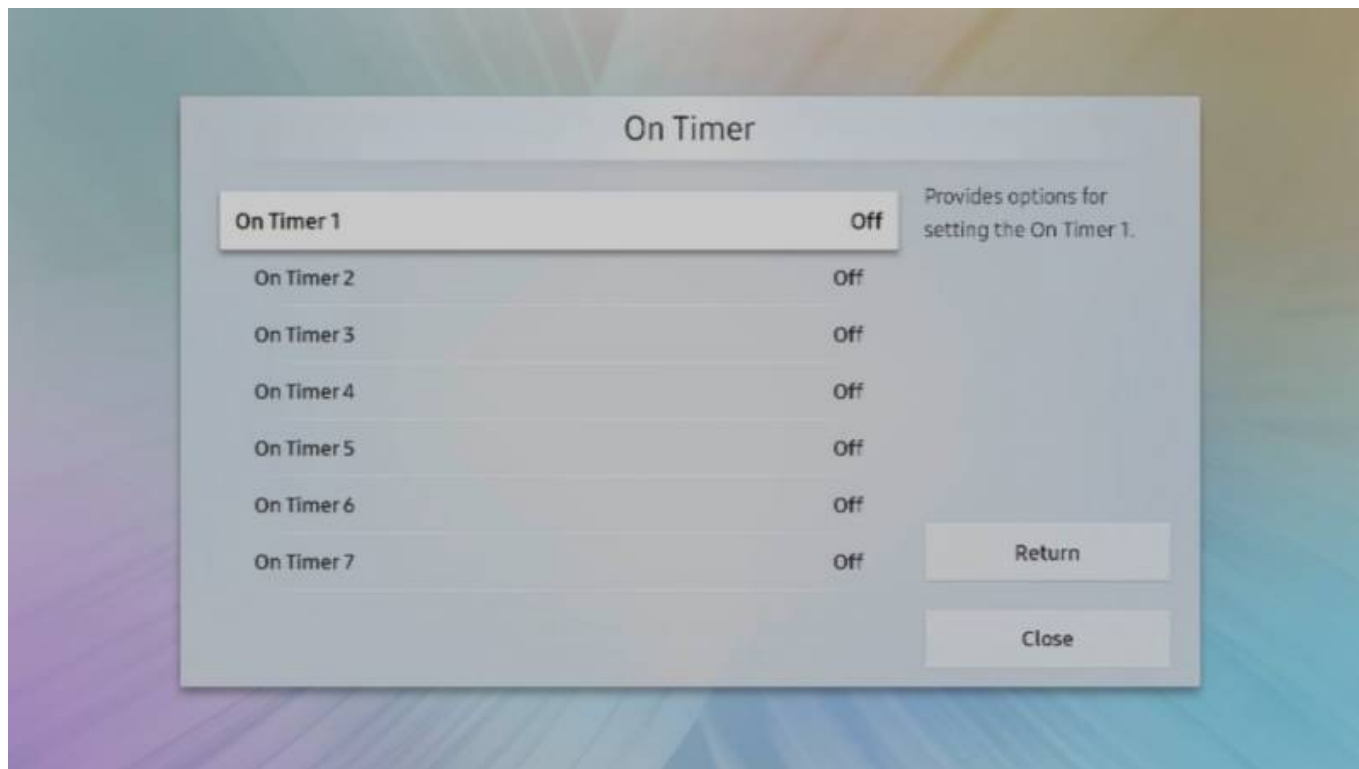 On Timer
On Timer 1 Off
Provides options for
setting the On Timer 1.
On Timer 2 Off
On Timer 3 Off
On Timer 4 Off
On Timer 5 Off
On Timer 6 Off
On Timer 7 Off
Return
Close